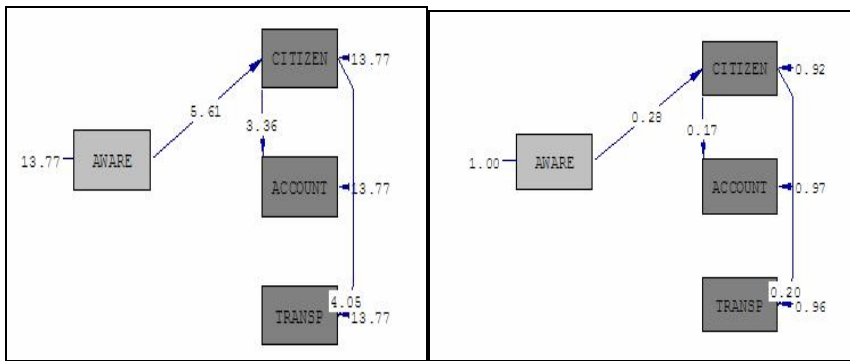 CITIZEN
13.77
5.61
3.36
13.77
AWARE
ACCOUNT
13.77
4.05
TRANSP
13.77
CITIZEN
0.92
0.28
0.17
1.00
AWARE
ACCOUNT
0.97
0.20
TRANSP
0.96